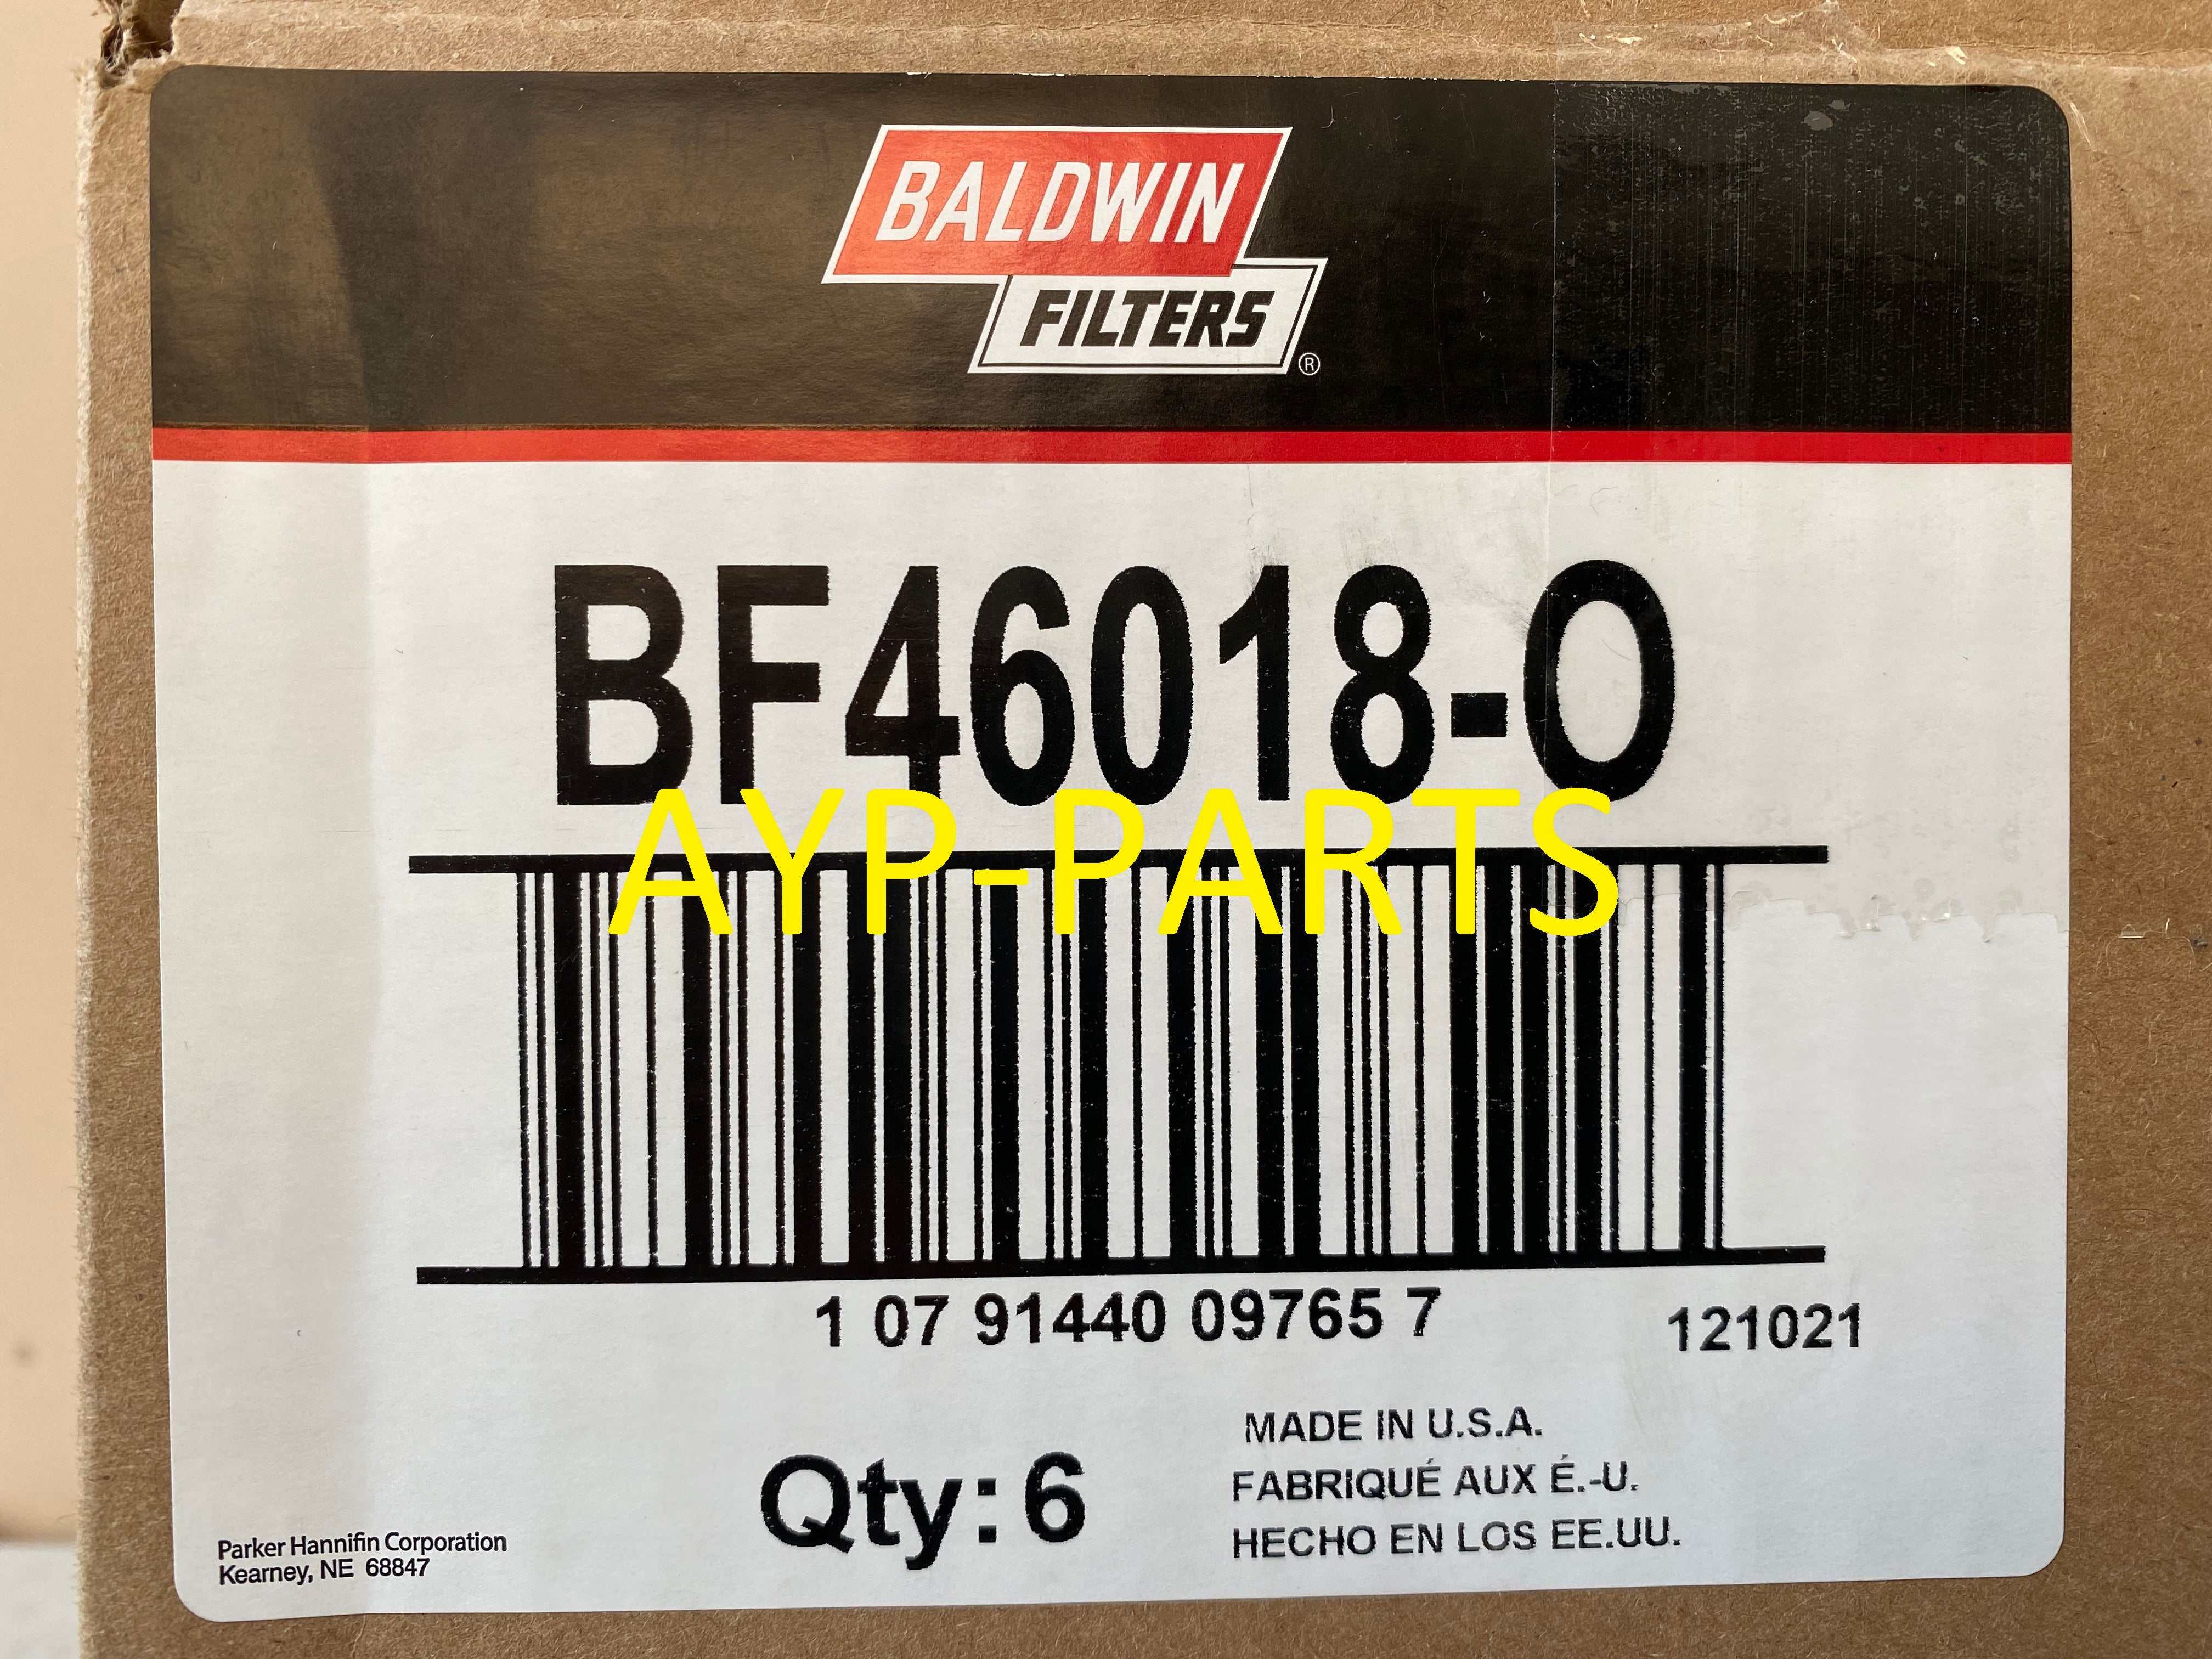 BALDWIN
FILTERS®
BF46018-O
AYP-PARTS
1 07 91440 09765 7
121021
MADE IN U.S.A.
FABRIQUÉ AUX É.-U.
HECHO EN LOS EE.UU.
Qty: 6
Parker Hannifin Corporation
Kearney, NE 68847